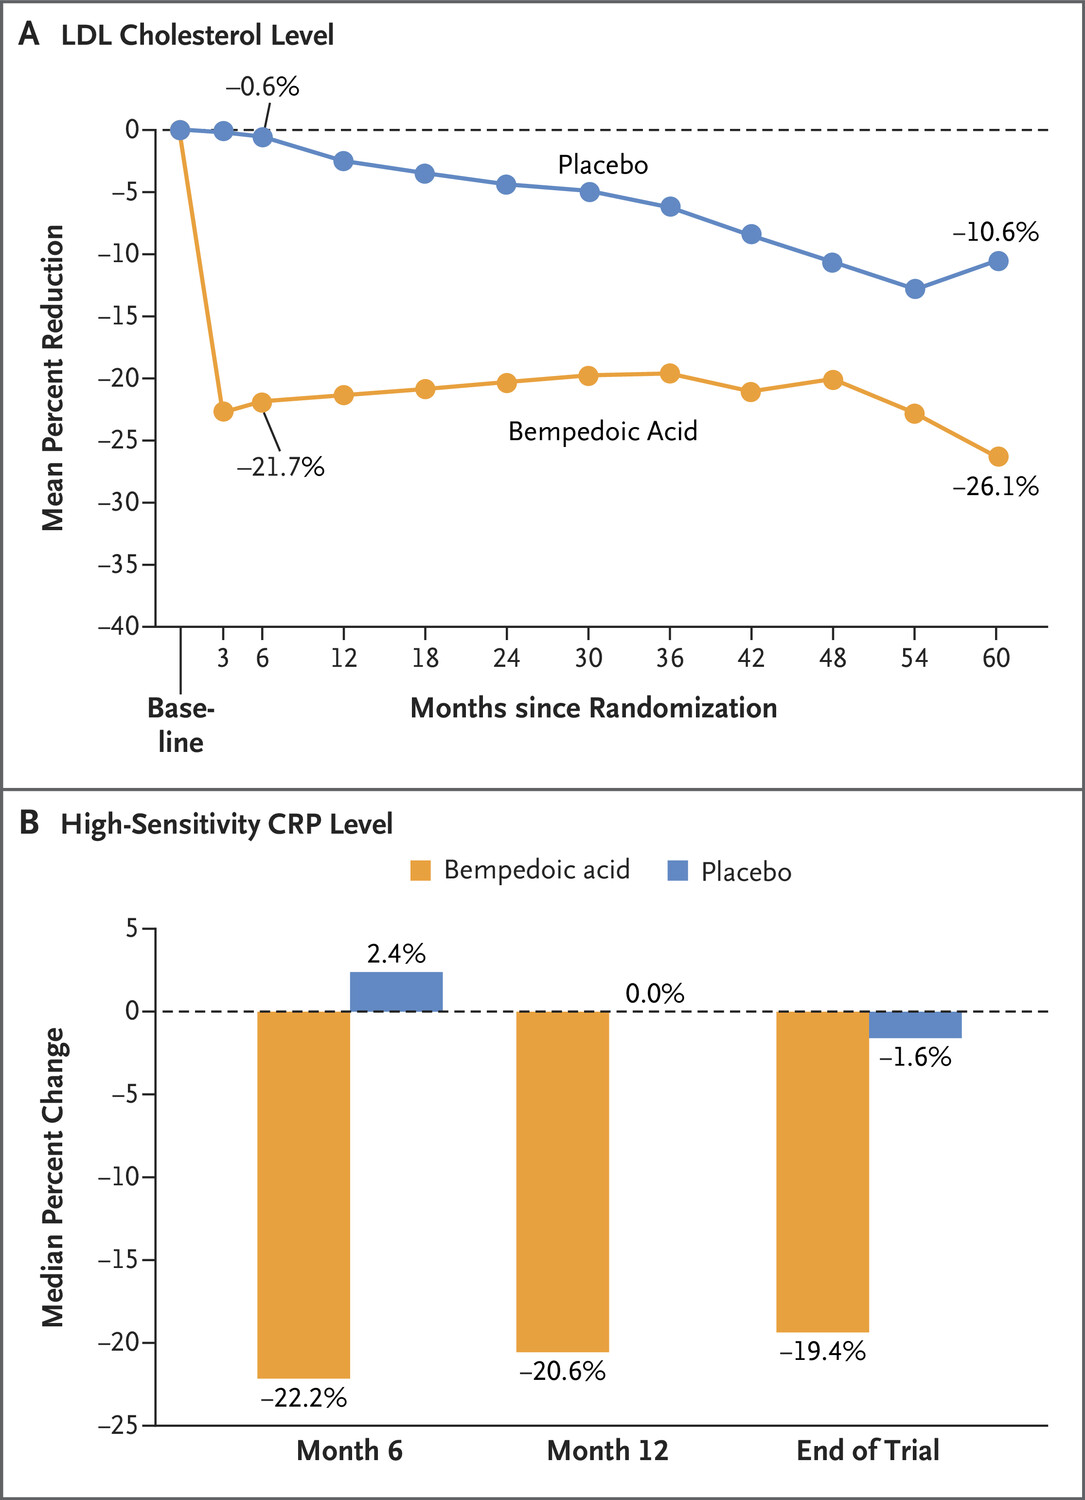 A LDL Cholesterol Level
–0.6%
0
Placebo
–5
–10.6%
–10
–15
–20
Bempedoic Acid
–25
–21.7%
–26.1%
–30
–35
–40
Mean Percent Reduction
3 6 12 18 24 30 36 42 48 54 60
Base-
line
Months since Randomization
B High-Sensitivity CRP Level
Bempedoic acid Placebo
5
2.4%
0.0%
0
–1.6%
–5
–10
–15
–20
–19.4%
–20.6%
–22.2%
–25
Median Percent Change
Month 6 Month 12 End of Trial